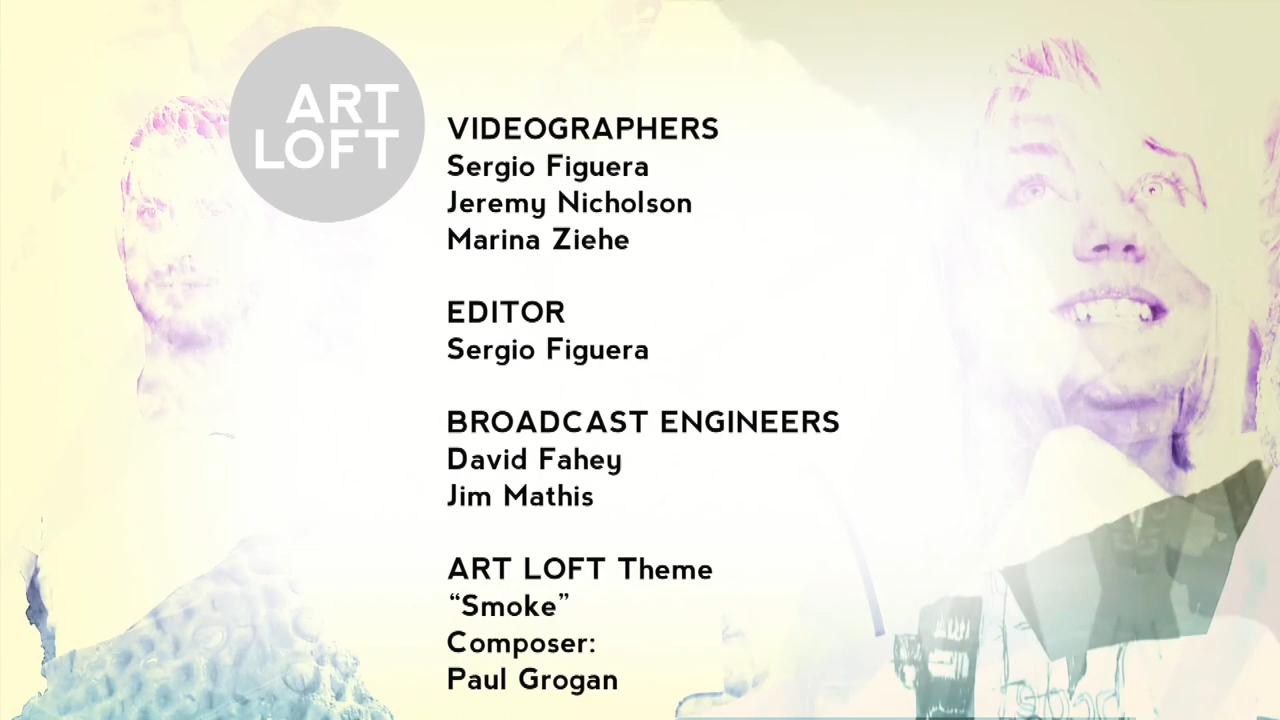 ART
LOFT
VIDEOGRAPHERS
Sergio Figuera
Jeremy Nicholson
Marina Ziehe
EDITOR
Sergio Figuera
BROADCAST ENGINEERS
David Fahey
Jim Mathis
ART LOFT Theme
“Smoke”
Composer:
Paul Grogan